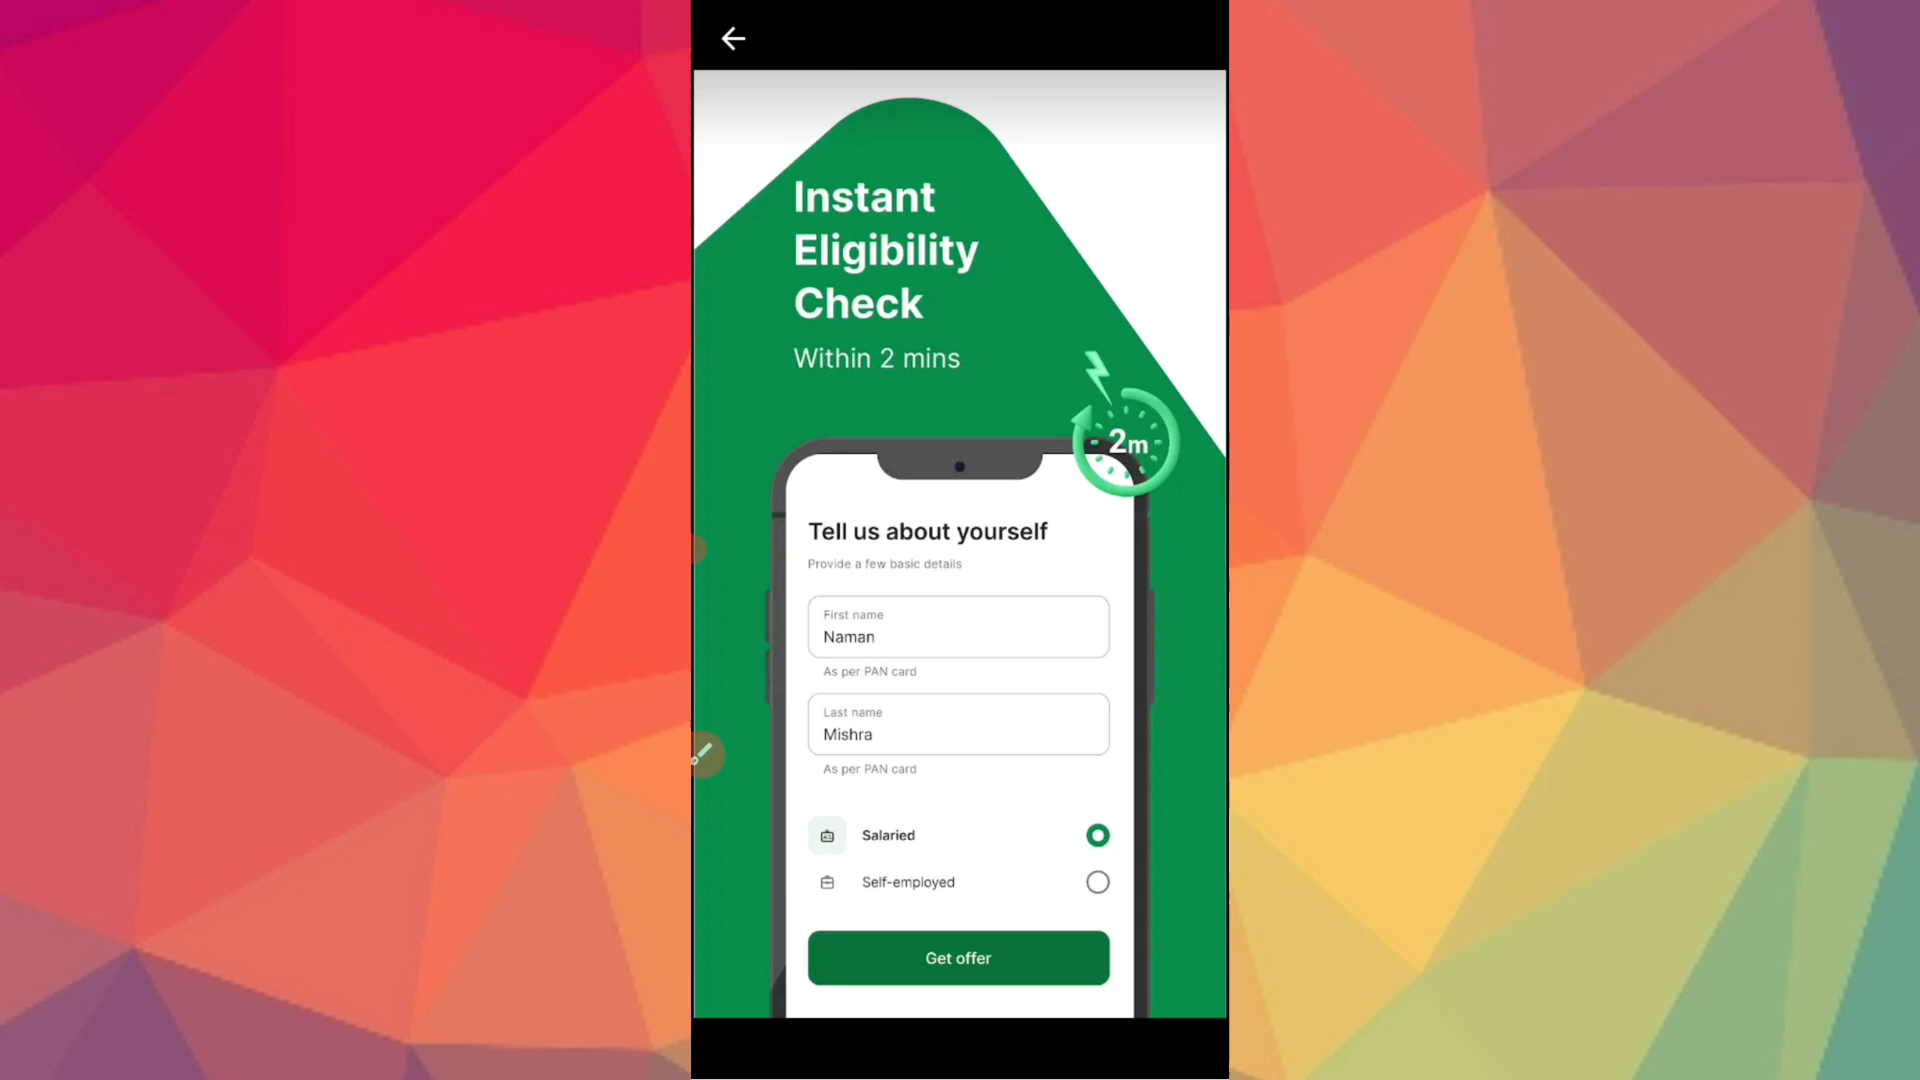 Instant
Eligibility
Check
Within 2 mins
2m
Tell us about yourself
Provide a few basic details
First name
Naman
As per PAN card
Last name
Mishra
As per PAN card
Salaried
Self-employed
Get offer